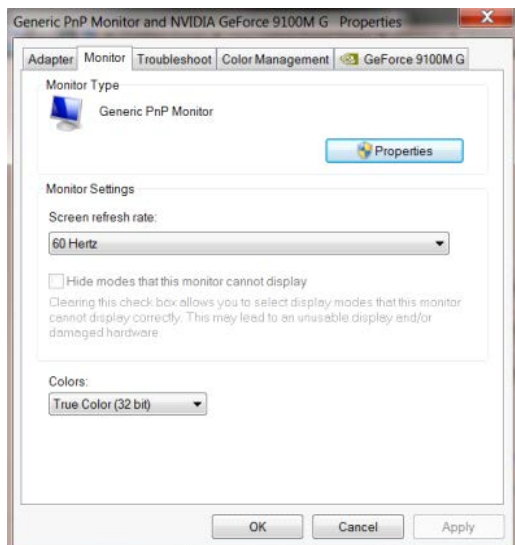 Generic PnP Monitor and NVIDIA GeForce 9100M G Properties
X
Adapter Monitor Troubleshoot Color Management GeForce 9100M G
Monitor Type
Generic PnP Monitor
Properties
Monitor Settings
Screen refresh rate:
60 Hertz
Hide modes that this monitor cannot display
Clearing this check box allows you to select display modes that this monitor
cannot display correctly. This may lead to an unusable display and/or
damaged hardware.
Colors:
True Color (32 bit)
OK Cancel Apply